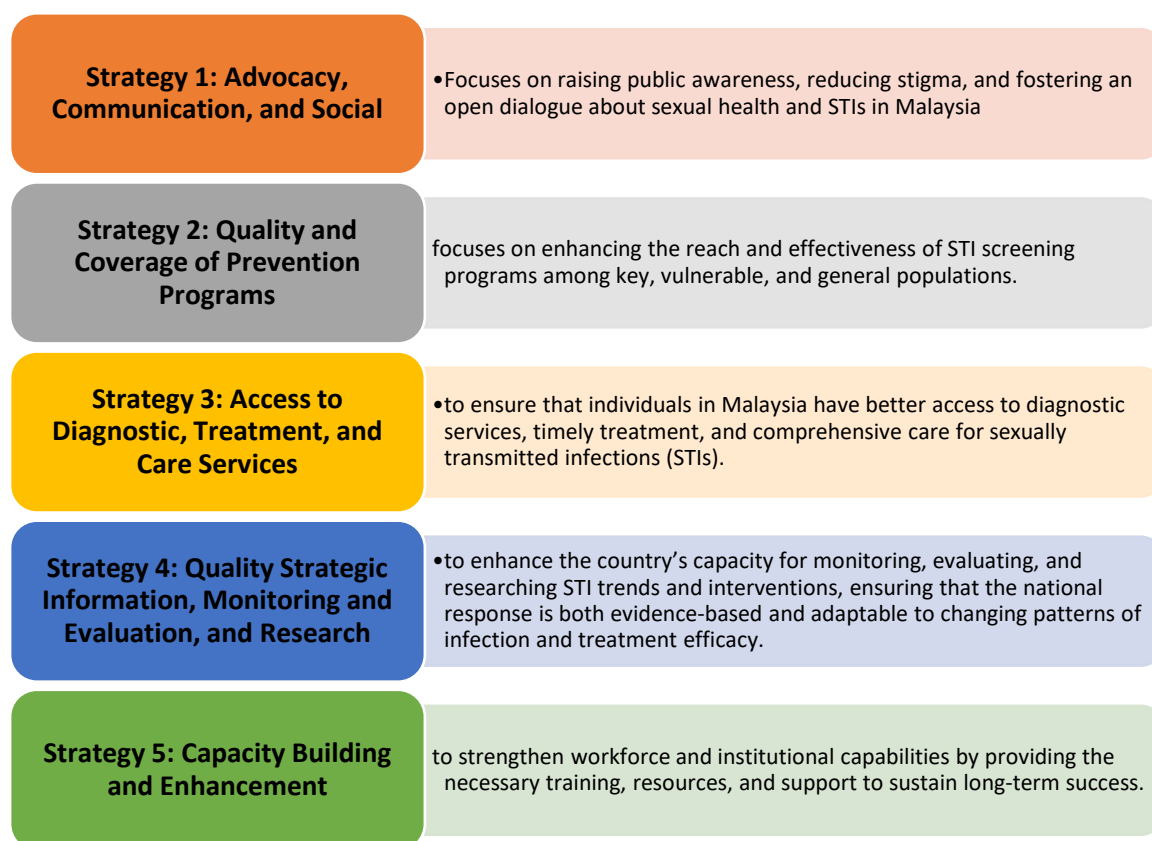 Strategy 1: Advocacy,
Communication, and Social
•Focuses on raising public awareness, reducing stigma, and fostering an
open dialogue about sexual health and STIs in Malaysia
Strategy 2: Quality and
Coverage of Prevention
Programs
focuses on enhancing the reach and effectiveness of STI screening
programs among key, vulnerable, and general populations.
Strategy 3: Access to
Diagnostic, Treatment, and
Care Services
•to ensure that individuals in Malaysia have better access to diagnostic
services, timely treatment, and comprehensive care for sexually
transmitted infections (STIs).
Strategy 4: Quality Strategic
Information, Monitoring and
Evaluation, and Research
•to enhance the country’s capacity for monitoring, evaluating, and
researching STI trends and interventions, ensuring that the national
response is both evidence-based and adaptable to changing patterns of
infection and treatment efficacy.
Strategy 5: Capacity Building
and Enhancement
to strengthen workforce and institutional capabilities by providing the
necessary training, resources, and support to sustain long-term success.